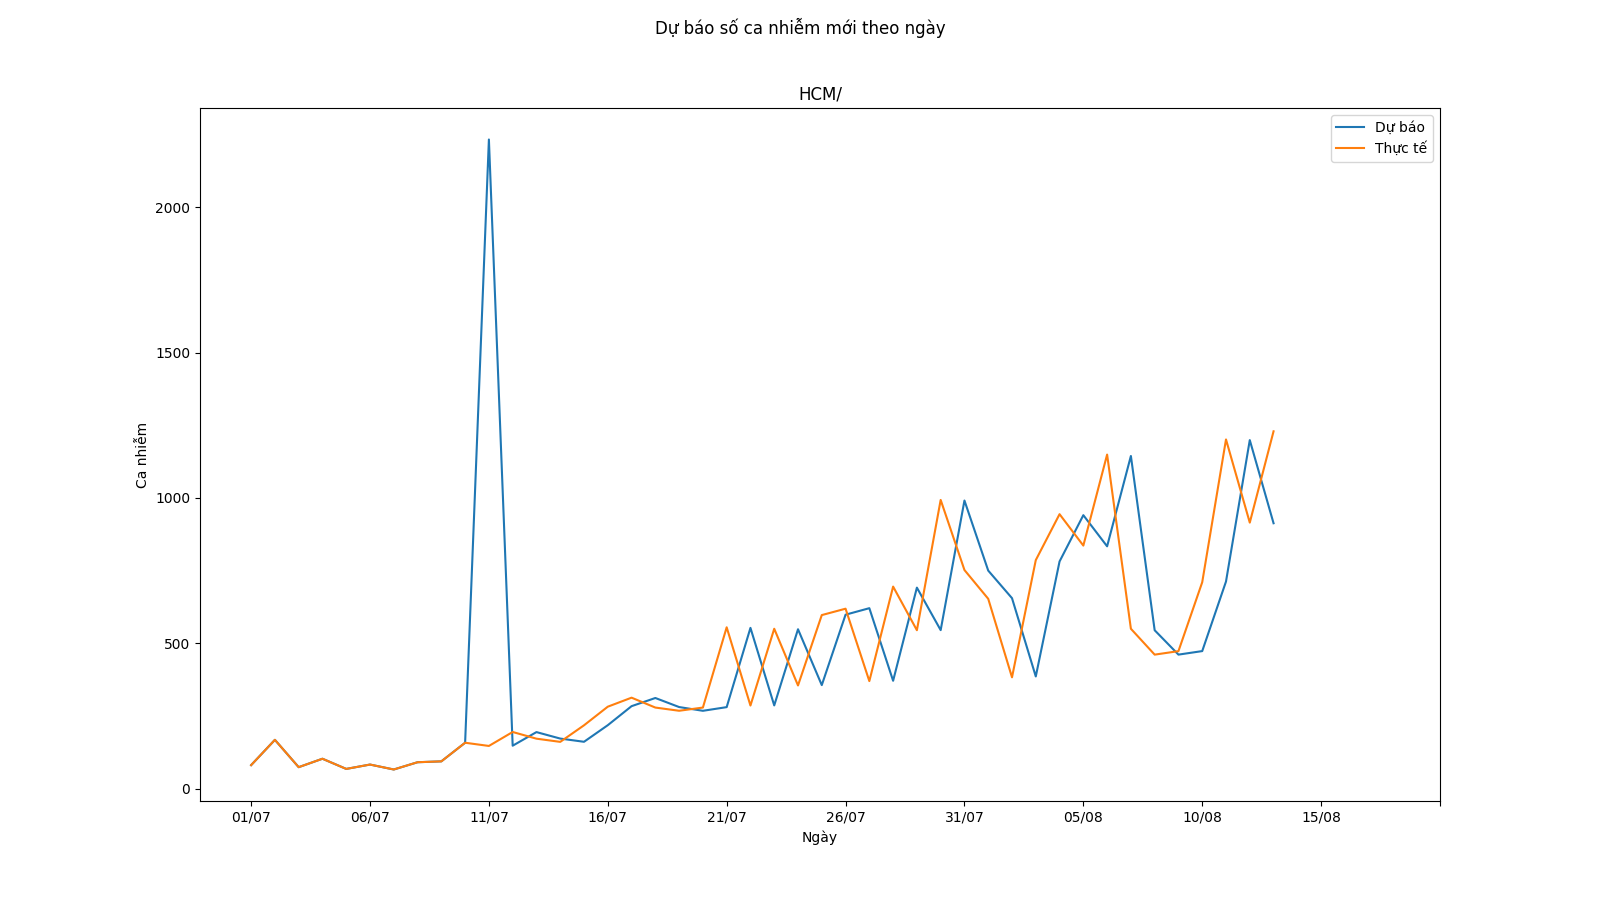 Dự báo số ca nhiễm mới theo ngày
HCM/
Dự báo
Thực tế
2000
1500
1000
500
0
Ca nhiễm
01/07 06/07 11/07 16/07 21/07 26/07 31/07 05/08 10/08 15/08
Ngày